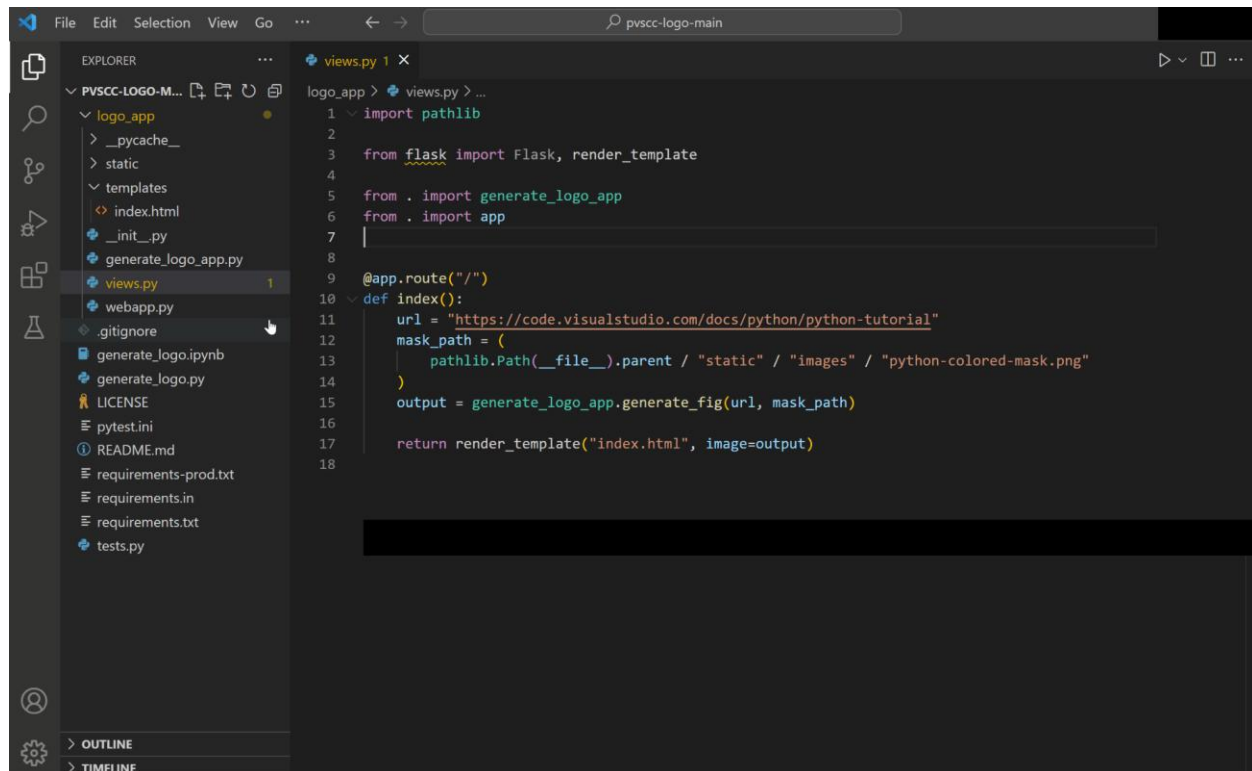 File Edit Selection View Go ... pvscc-logo-main
EXPLORER ...
PVSCC-LOGO-M...
logo_app
__pycache__
static
templates
index.html
__init__.py
generate_logo_app.py
views.py 1
webapp.py
.gitignore
generate_logo.ipynb
generate_logo.py
LICENSE
pytest.ini
README.md
requirements-prod.txt
requirements.in
requirements.txt
tests.py
OUTLINE
TIMELINE
views.py 1
logo_app > views.py > ...
1 import pathlib
2
3 from flask import Flask, render_template
4
5 from . import generate_logo_app
6 from . import app
7
8
9 @app.route("/")
10 def index():
11 url = "https://code.visualstudio.com/docs/python/python-tutorial"
12 mask_path = (
13 pathlib.Path(__file__).parent / "static" / "images" / "python-colored-mask.png"
14 )
15 output = generate_logo_app.generate_fig(url, mask_path)
16
17 return render_template("index.html", image=output)
18